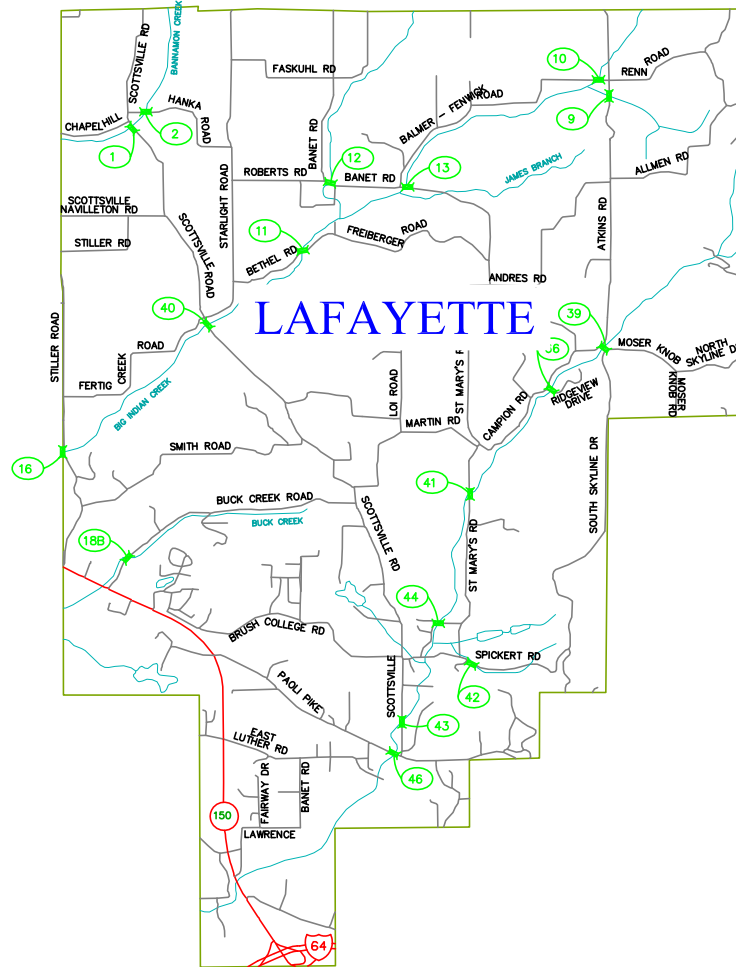 BANNAMON CREEK
SCOTTSVILLE RD
FASKUHL RD
10
RENN
ROAD
HANKA
ROAD
CHAPEL HILL
1
2
BALMER - FENWICK
ROAD
9
BANET RD
12
13
ROBERTS RD
BANET RD
JAMES BRANCH
ALLMEN RD
STARLIGHT ROAD
SCOTTSVILLE
NAVILLETON RD
STILLER RD
SCOTTSVILLE
ROAD
11
BETHEL RD
FREIBERGER
ROAD
ATKINS RD
ANDRES RD
40
LAFAYETTE
39
STILLER ROAD
ROAD
FERTIG
CREEK
BIG INDIAN CREEK
LOI ROAD
ST MARY'S
MARTIN RD
CAMPION RD
RIDGEVIEW
DRIVE
MOSER KNOB
NORTH
SKYLINE
MOSER
KNOB RD
16
SMITH ROAD
SOUTH SKYLINE DR
41
BUCK CREEK ROAD
BUCK CREEK
SCOTTSVILLE RD
ST MARY'S RD
18B
44
BRUSH COLLEGE RD
SPICKERT RD
42
PAOLI PIKE
SCOTTSVILLE
43
EAST
LUTHER RD
46
FAIRWAY DR
BANET RD
150
LAWRENCE
64